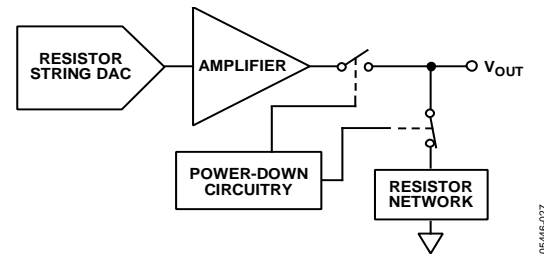 RESISTOR
STRING DAC
AMPLIFIER
VOUT
POWER-DOWN
CIRCUITRY
RESISTOR
NETWORK
05446-027